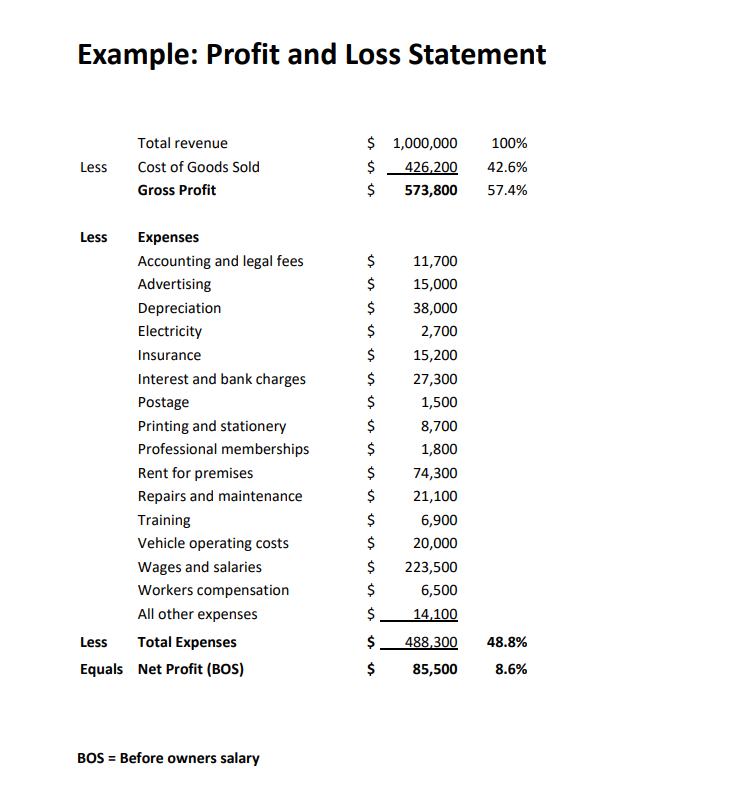 Example: Profit and Loss Statement
Total revenue $ 1,000,000 100%
Less Cost of Goods Sold $ 426,200 42.6%
Gross Profit $ 573,800 57.4%
Less Expenses
Accounting and legal fees $ 11,700
Advertising $ 15,000
Depreciation $ 38,000
Electricity $ 2,700
Insurance $ 15,200
Interest and bank charges $ 27,300
Postage $ 1,500
Printing and stationery $ 8,700
Professional memberships $ 1,800
Rent for premises $ 74,300
Repairs and maintenance $ 21,100
Training $ 6,900
Vehicle operating costs $ 20,000
Wages and salaries $ 223,500
Workers compensation $ 6,500
All other expenses $ 14,100
Less Total Expenses $ 488,300 48.8%
Equals Net Profit (BOS) $ 85,500 8.6%
BOS = Before owners salary